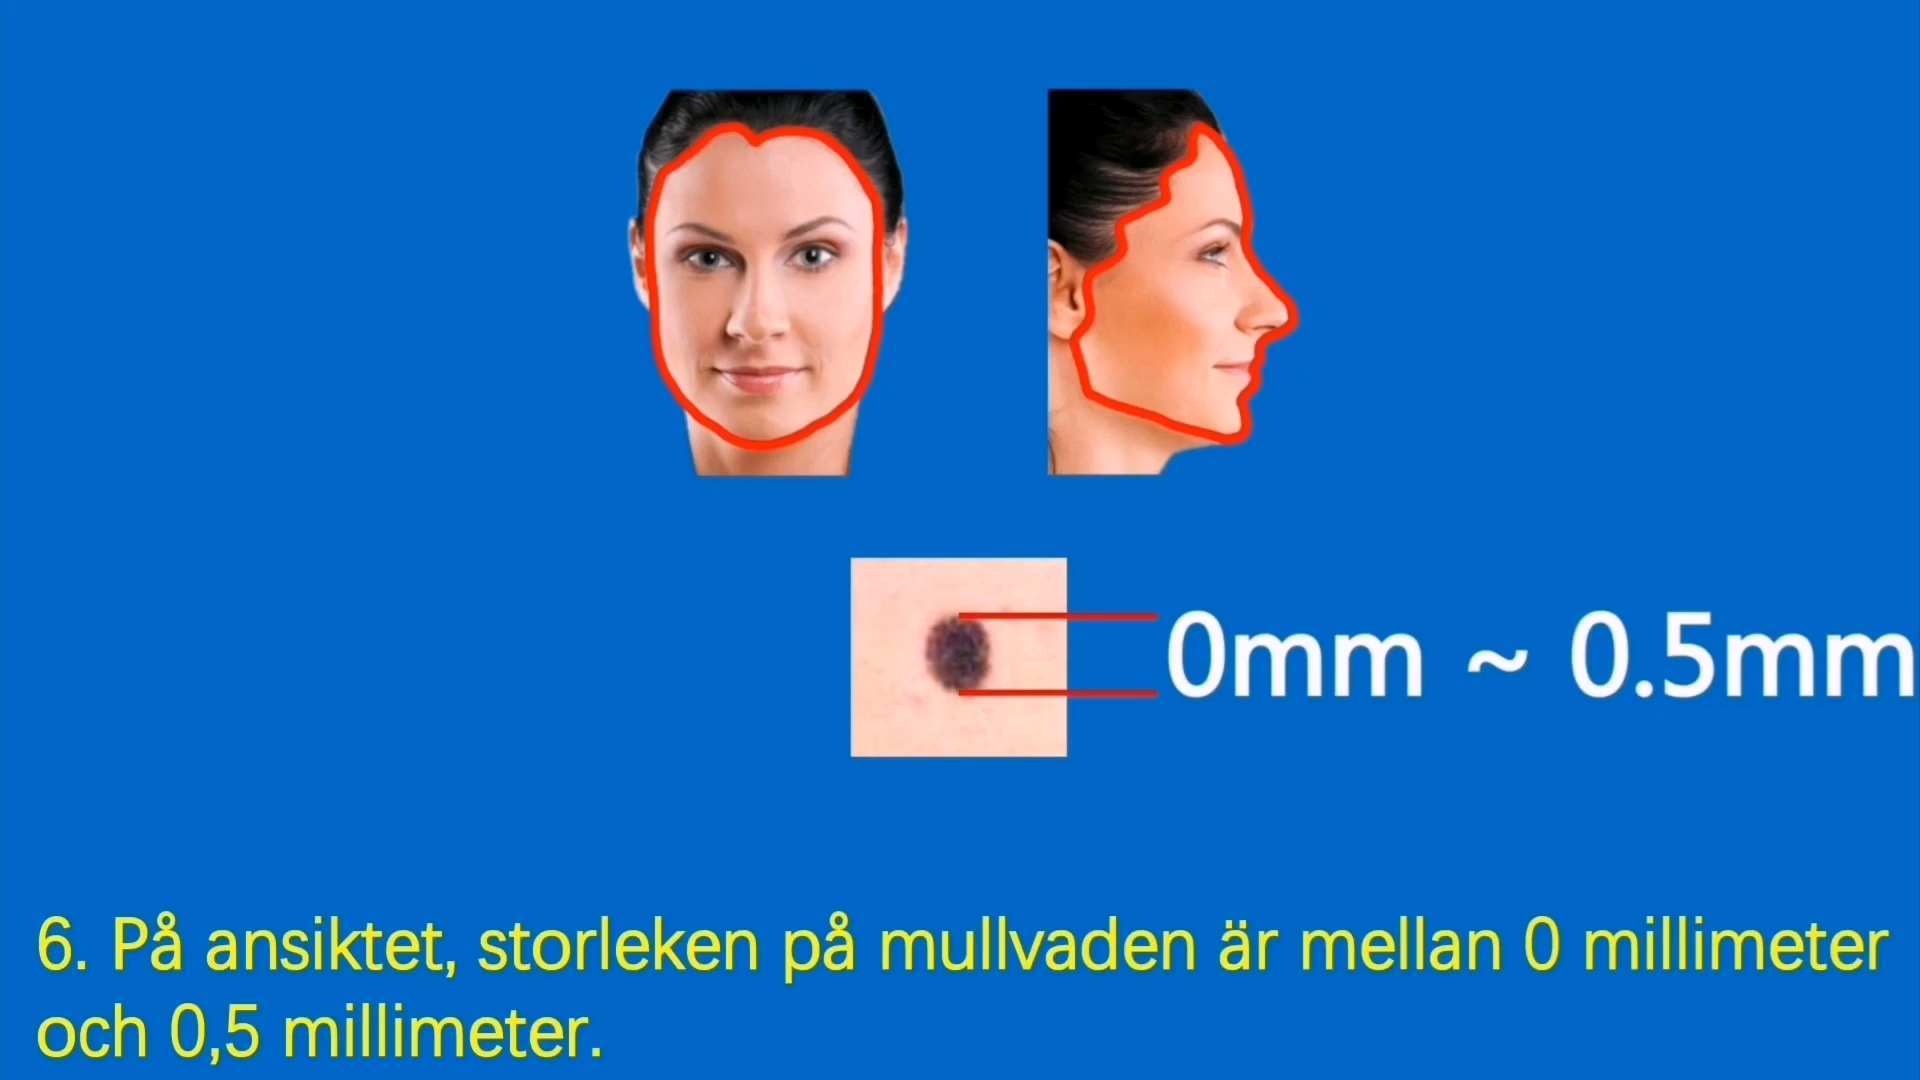 0mm ~ 0.5mm
6. På ansiktet, storleken på mullvaden är mellan 0 millimeter
och 0,5 millimeter.